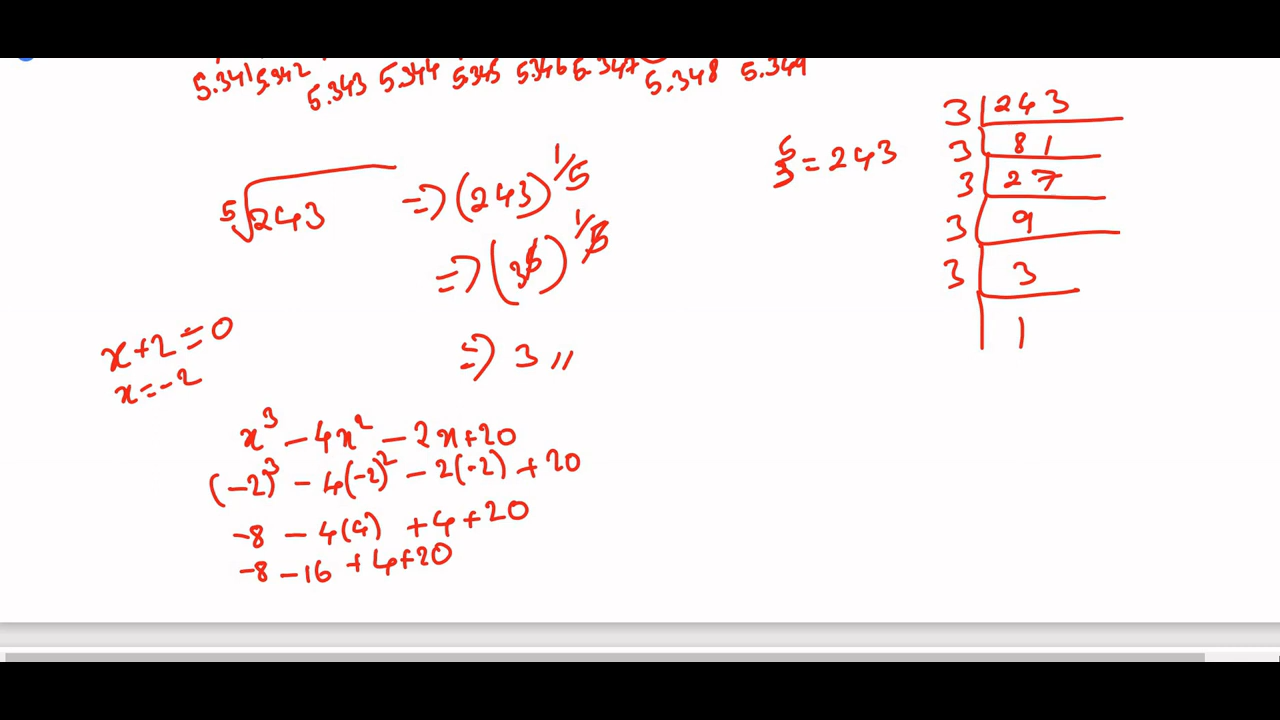 5.341 5.342 5.343 5.344 5.345 5.346 5.347 5.348 5.349
⁵√243 => (243)^1/5
=> (3⁵)^1/5
=> 3 //
3⁵ = 243
3 | 243
3 | 81
3 | 27
3 | 9
3 | 3
| 1
x+2=0
x=-2
x³ - 4x² - 2x+20
(-2)³ - 4(-2)² - 2(-2) + 20
-8 - 4(4) + 4+20
-8 - 16 + 4+20